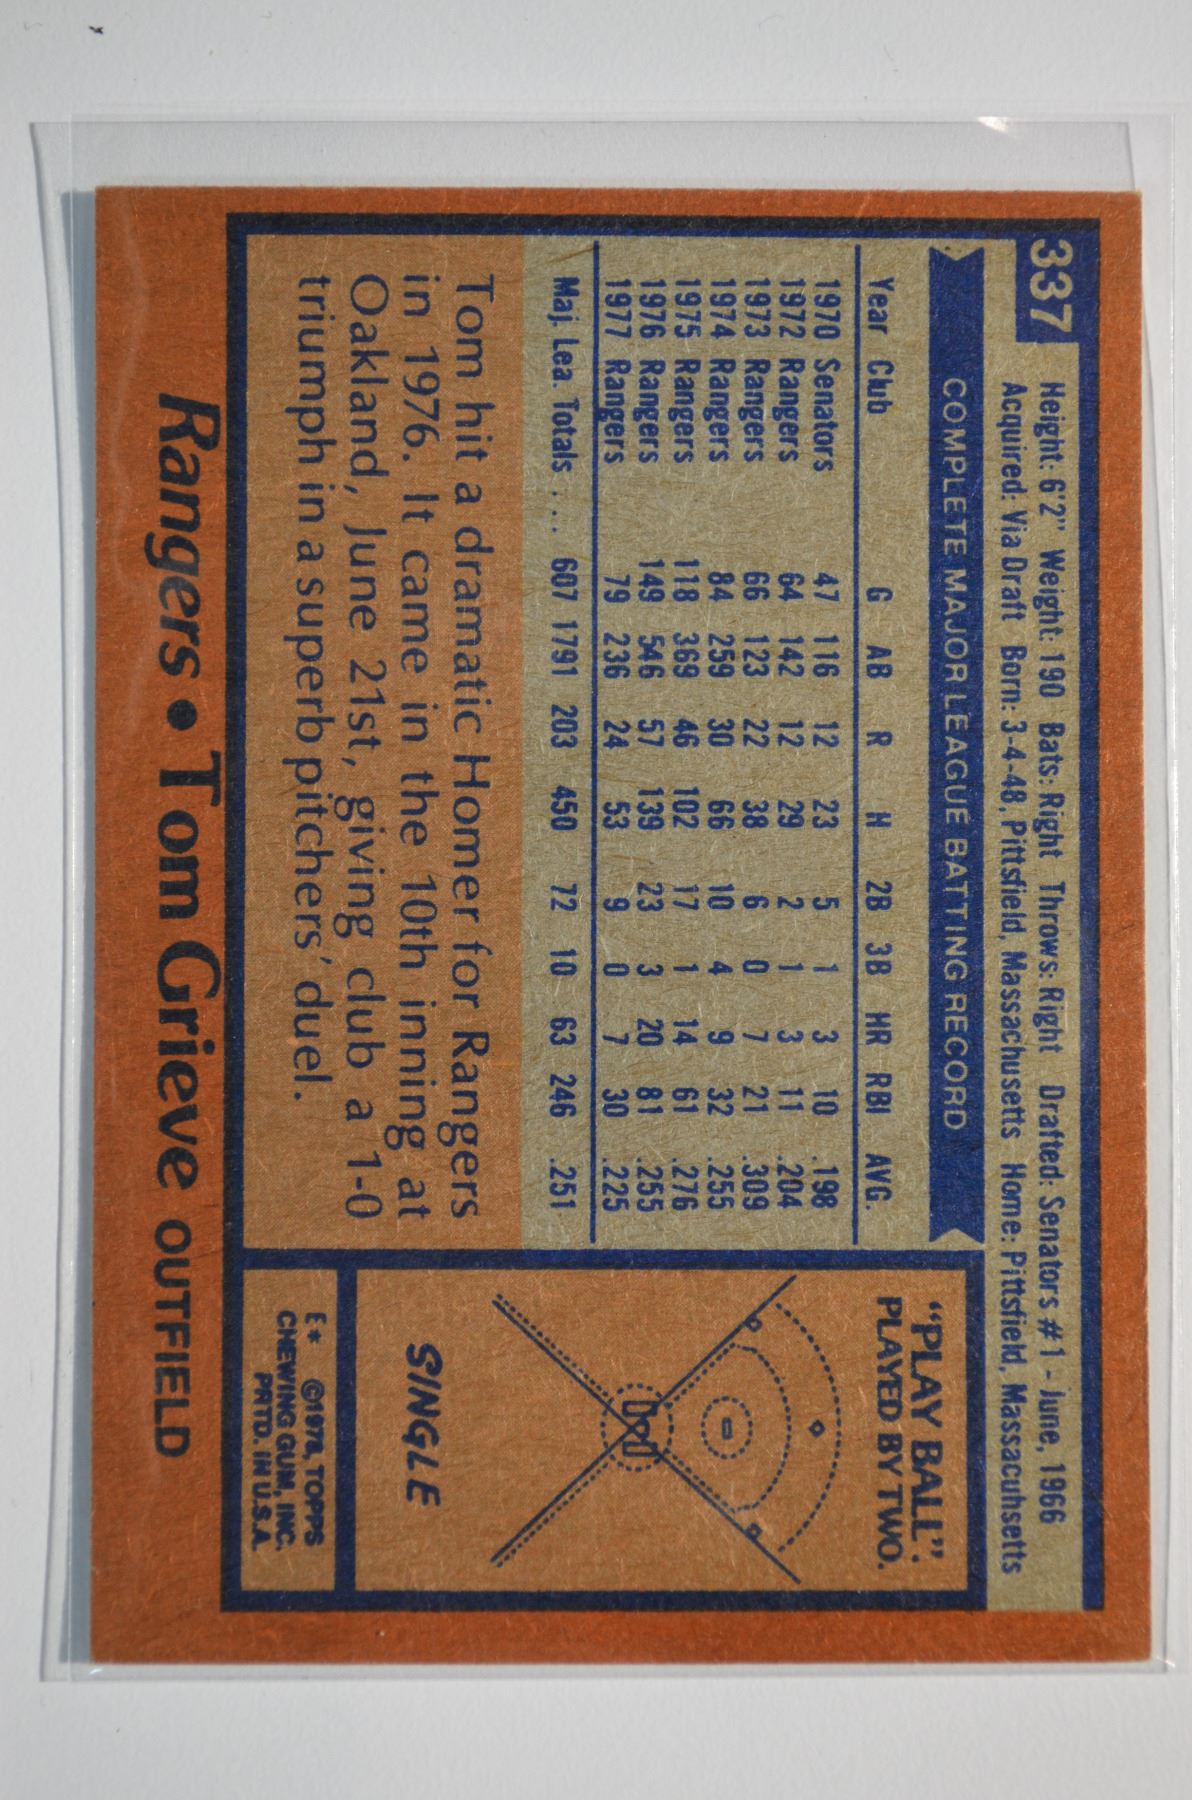 337
Height: 6'2" Weight: 190 Bats: Right Throws: Right Drafted: Senators #1 - June, 1966
Acquired: Via Draft Born: 3-4-48, Pittsfield, Massachusetts Home: Pittsfield, Massacuhsetts
COMPLETE MAJOR LEAGUE BATTING RECORD
Year Club G AB R H 2B 3B HR RBI AVG.
1970 Senators 47 116 12 23 5 1 3 10 .198
1972 Rangers 64 142 12 29 2 1 3 11 .204
1973 Rangers 66 123 22 38 6 0 7 21 .309
1974 Rangers 84 259 30 66 10 4 9 32 .255
1975 Rangers 118 369 46 102 17 1 14 61 .276
1976 Rangers 149 546 57 139 23 3 20 81 .255
1977 Rangers 79 236 24 53 9 0 7 30 .225
Maj. Lea. Totals . . . 607 1791 203 450 72 10 63 246 .251
Tom hit a dramatic Homer for Rangers
in 1976. It came in the 10th inning at
Oakland, June 21st, giving club a 1-0
triumph in a superb pitchers' duel.
"PLAY BALL":
PLAYED BY TWO.
SINGLE
E* ©1978, TOPPS
CHEWING GUM, INC.
PRTD. IN U.S.A.
Rangers • Tom Grieve OUTFIELD